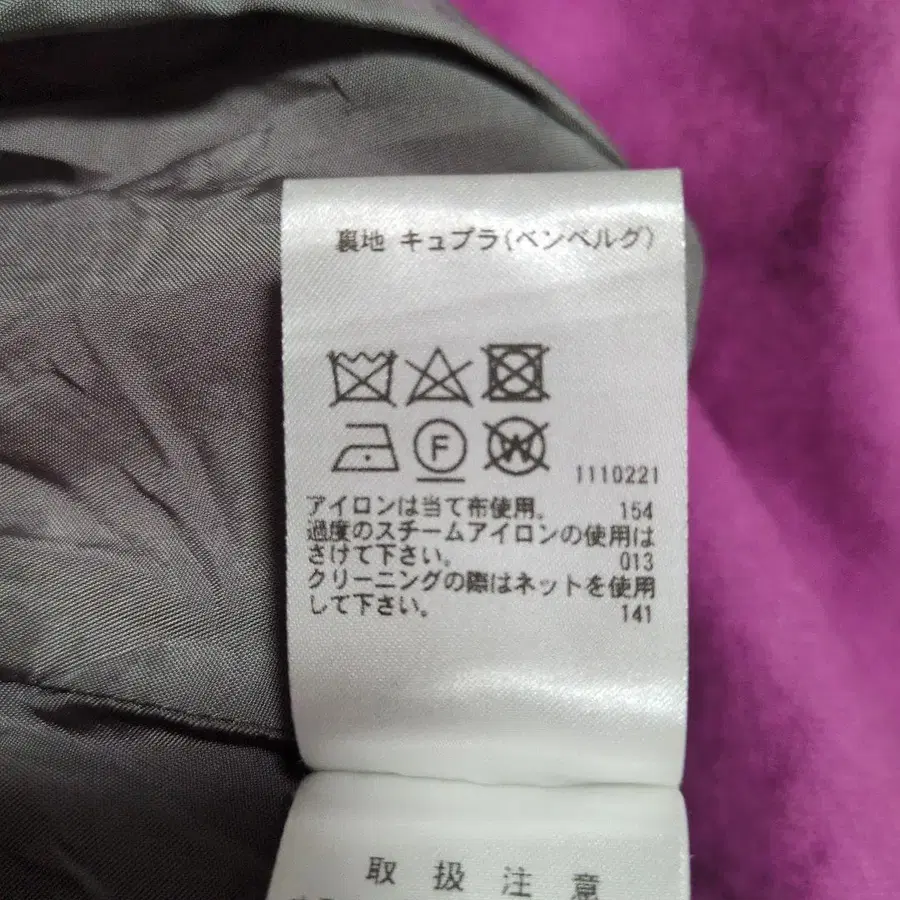 裏地 キュプラ(ベンベルグ)
F W
1110221
アイロンは当て布使用。 154
過度のスチームアイロンの使用は
さけて下さい。 013
クリーニングの際はネットを使用
して下さい。 141
取扱注意